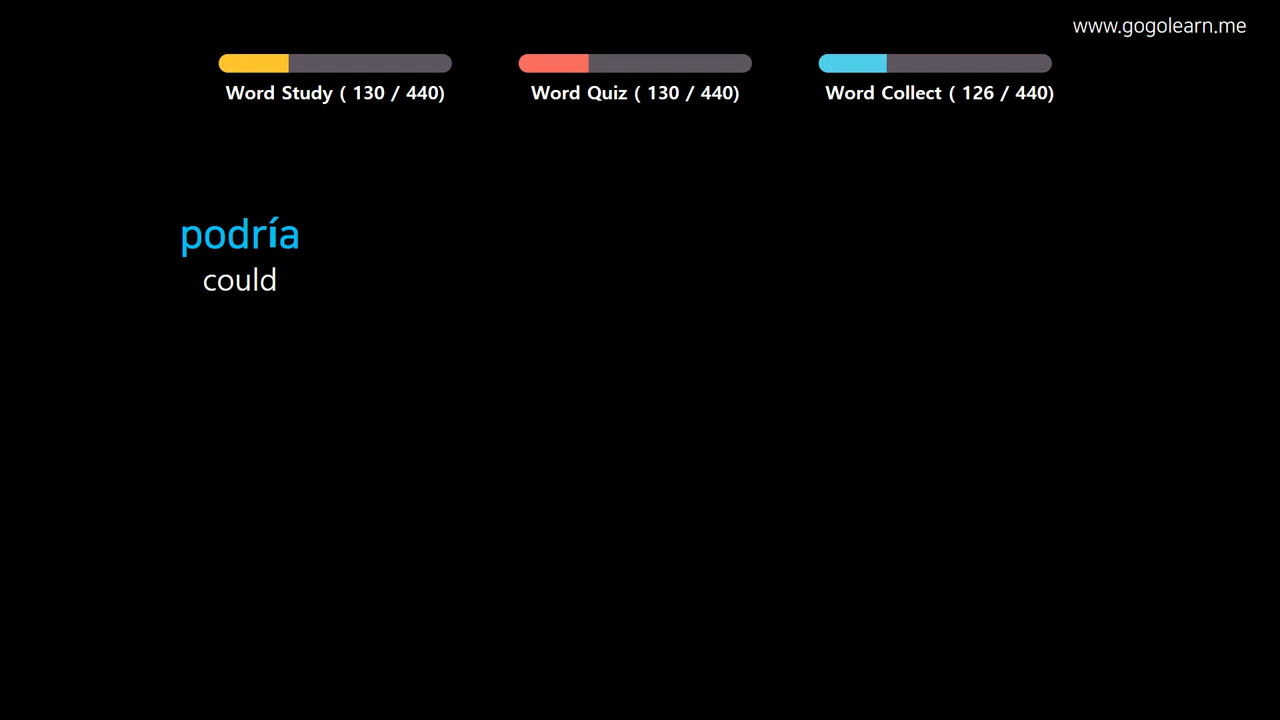 www.gogolearn.me
Word Study ( 130 / 440)
Word Quiz ( 130 / 440)
Word Collect ( 126 / 440)
podría
could